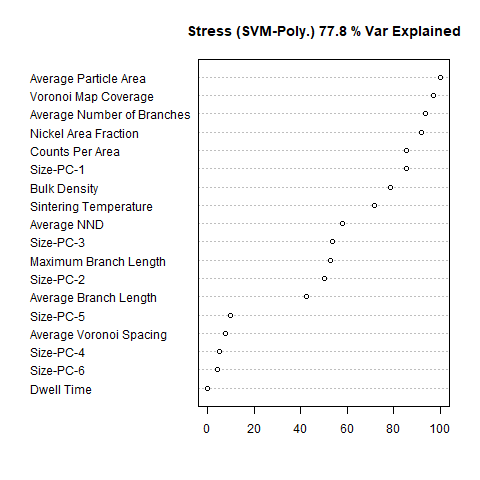 Stress (SVM-Poly.) 77.8 % Var Explained
Average Particle Area
Voronoi Map Coverage
Average Number of Branches
Nickel Area Fraction
Counts Per Area
Size-PC-1
Bulk Density
Sintering Temperature
Average NND
Size-PC-3
Maximum Branch Length
Size-PC-2
Average Branch Length
Size-PC-5
Average Voronoi Spacing
Size-PC-4
Size-PC-6
Dwell Time
0 20 40 60 80 100